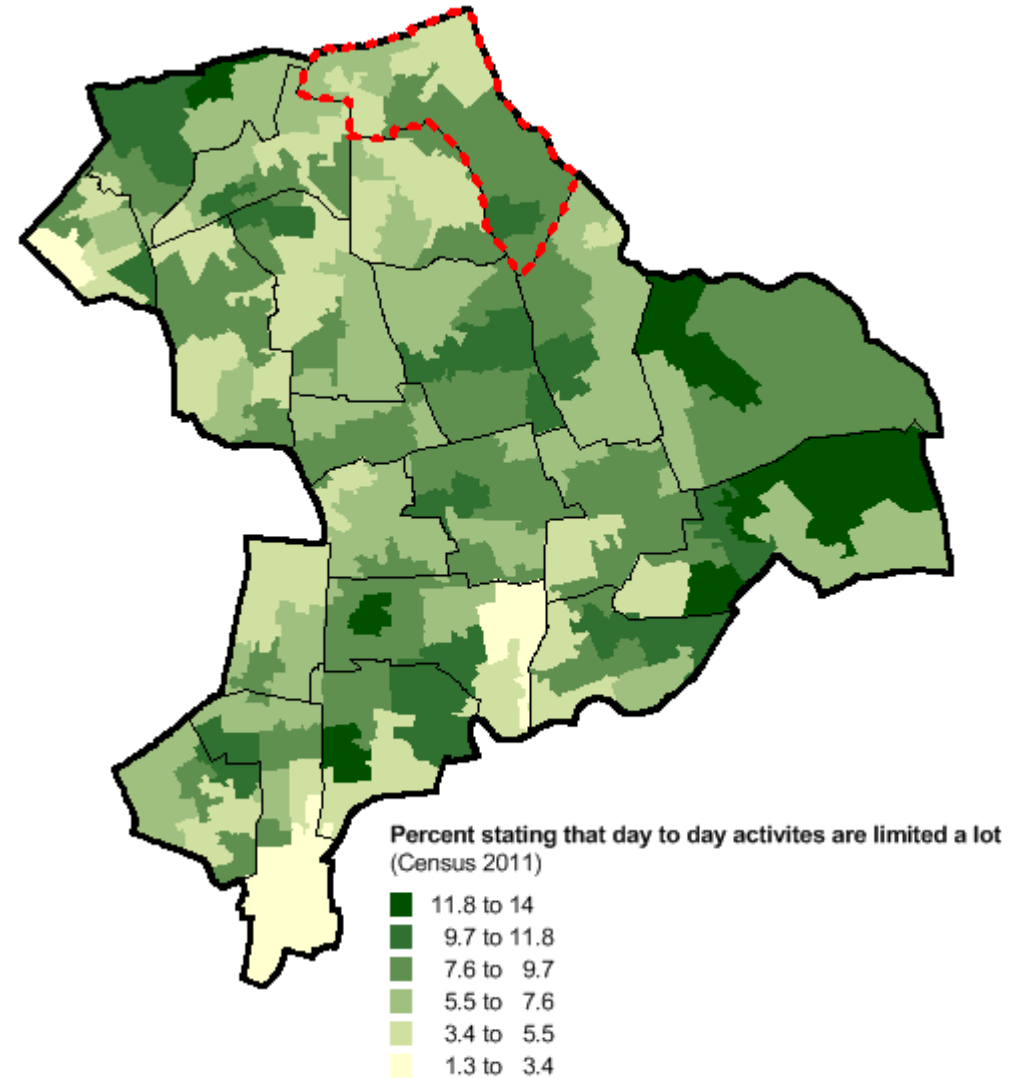 Percent stating that day to day activites are limited a lot
(Census 2011)
11.8 to 14
9.7 to 11.8
7.6 to 9.7
5.5 to 7.6
3.4 to 5.5
1.3 to 3.4